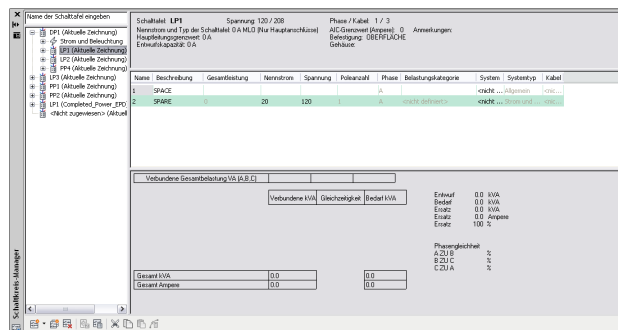 Name der Schalttafel eingeben
DP1 (Aktuelle Zeichnung)
Strom und Beleuchtung
LP1 (Aktuelle Zeichnung)
LP2 (Aktuelle Zeichnung)
PP4 (Aktuelle Zeichnung)
LP3 (Aktuelle Zeichnung)
PP1 (Aktuelle Zeichnung)
PP2 (Aktuelle Zeichnung)
EP1 (Completed_Power_EPD_
<Nicht zugewiesen> (Aktuell
Schalttafel: LP1 Spannung: 120 / 208 Phase / Kabel: 1 / 3
Nennstrom und Typ der Schalttafel: 0 A MLO (Nur Hauptanschlüsse) AIC-Grenzwert (Ampere): 0 Anmerkungen:
Hauptleitungsgrenzwert: 0 A Befestigung: OBERFLÄCHE
Entwurfskapazität: 0 A Gehäuse:
Name Beschreibung Gesamtleistung Nennstrom Spannung Poleanzahl Phase Belastungskategorie System Systemtyp Kabel
1 SPACE A <nicht ... Allgemein <nic...
2 SPARE 0 20 120 1 A <nicht definiert> <nicht ... Strom und ... <nic...
Verbundene Gesamtbelastung VA (A,B,C)
Verbundene kVA Gleichzeitigkeit Bedarf kVA
Entwurf 0.0 kVA
Bedarf 0.0 kVA
Ersatz 0.0 kVA
Ersatz 0.0 Ampere
Ersatz 100 %
Phasengleichheit
A ZU B %
B ZU C %
C ZU A %
Gesamt kVA 0.0 0.0
Gesamt Ampere 0.0 0.0
Schaltkreis-Manager